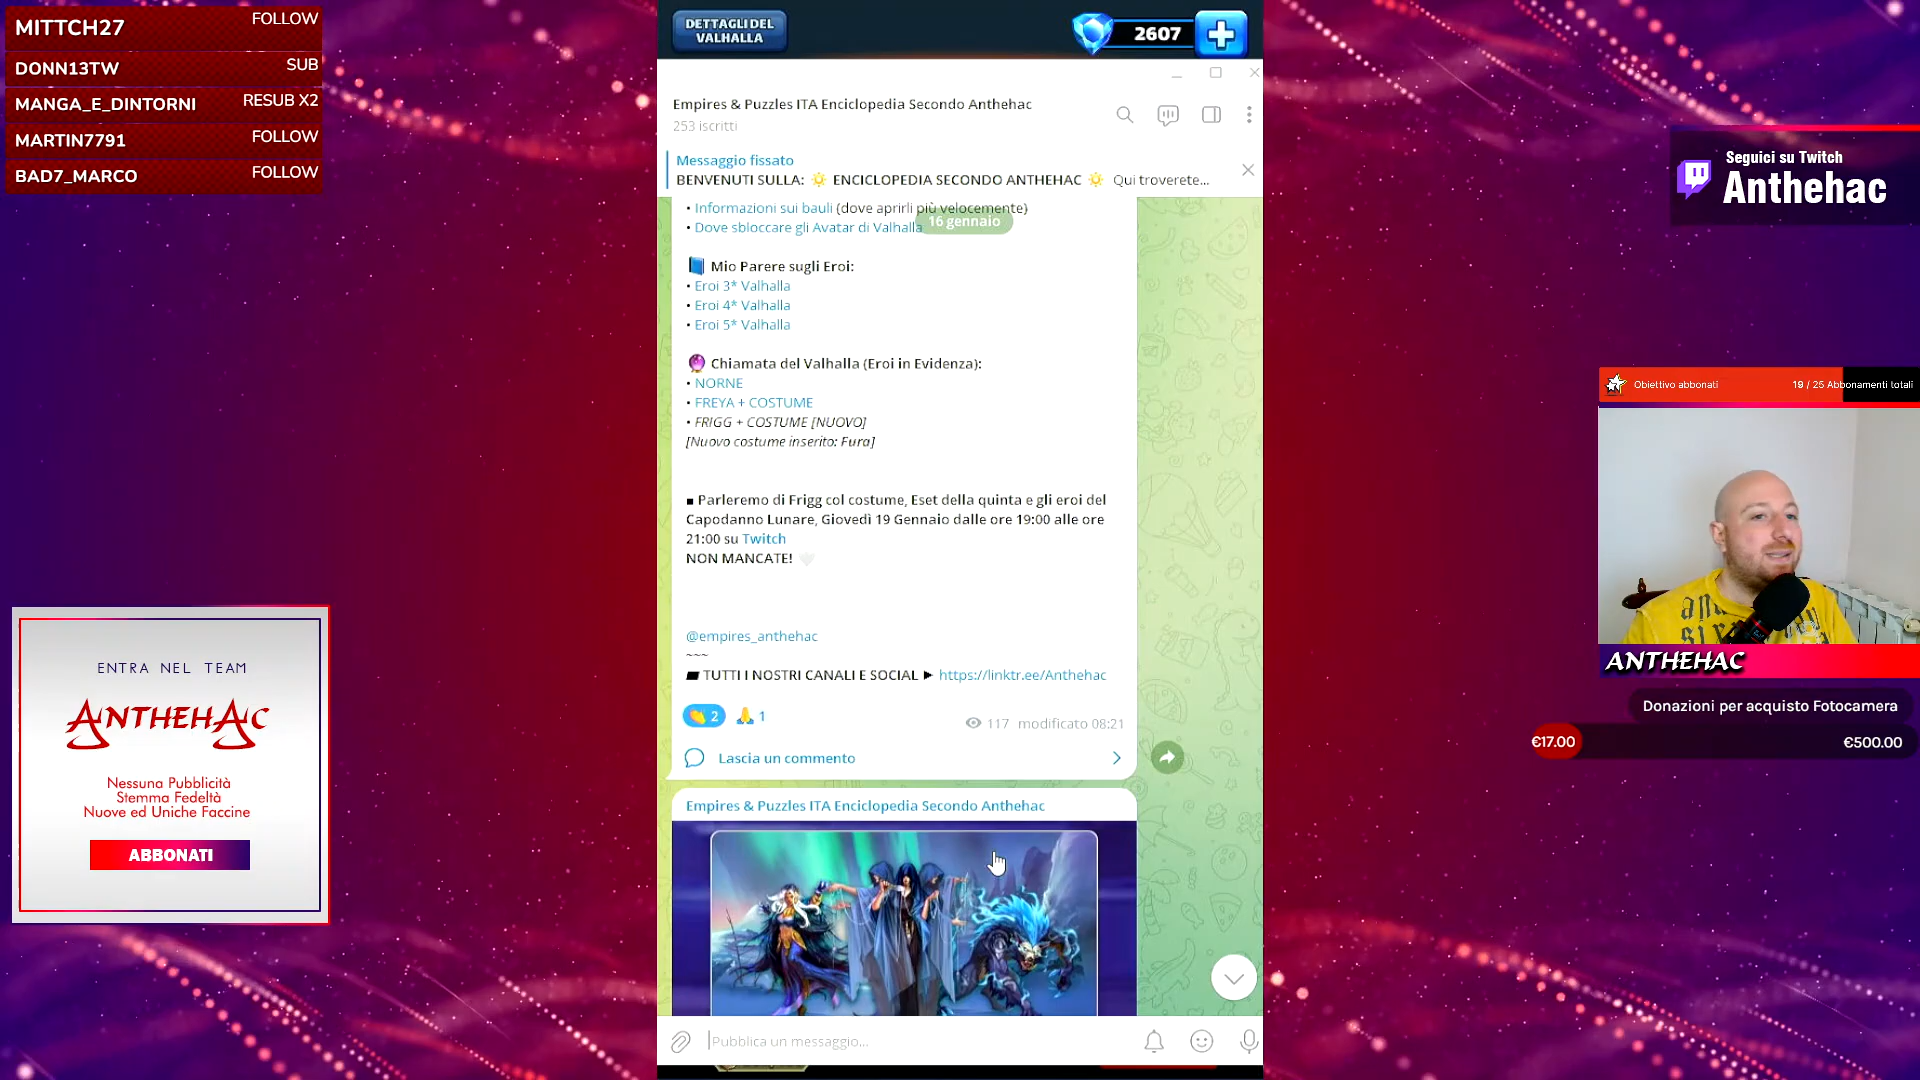 MITTCH27 FOLLOW
DONN13TW SUB
MANGA_E_DINTORNI RESUB X2
MARTIN7791 FOLLOW
BAD7_MARCO FOLLOW
ENTRA NEL TEAM
ANTHEHAC
Nessuna Pubblicità
Stemma Fedeltà
Nuove ed Uniche Faccine
ABBONATI
DETTAGLI DEL
VALHALLA
2607
Empires & Puzzles ITA Enciclopedia Secondo Anthehac
253 iscritti
Messaggio fissato
BENVENUTI SULLA: ☀️ ENCICLOPEDIA SECONDO ANTHEHAC ☀️ Qui troverete...
• Informazioni sui bauli (dove aprirli più velocemente)
16 gennaio
• Dove sbloccare gli Avatar di Valhalla
📘 Mio Parere sugli Eroi:
• Eroi 3* Valhalla
• Eroi 4* Valhalla
• Eroi 5* Valhalla
🔮 Chiamata del Valhalla (Eroi in Evidenza):
• NORNE
• FREYA + COSTUME
• FRIGG + COSTUME [NUOVO]
[Nuovo costume inserito: Fura]
▪ Parleremo di Frigg col costume, Eset della quinta e gli eroi del
Capodanno Lunare, Giovedì 19 Gennaio dalle ore 19:00 alle ore
21:00 su Twitch
NON MANCATE! 🤍
@empires_anthehac
~~~
▰ TUTTI I NOSTRI CANALI E SOCIAL ► https://linktr.ee/Anthehac
👏 2 🙏 1 117 modificato 08:21
Lascia un commento
Empires & Puzzles ITA Enciclopedia Secondo Anthehac
Pubblica un messaggio...
Seguici su Twitch
Anthehac
Obiettivo abbonati 19 / 25 Abbonamenti totali
ANTHEHAC
Donazioni per acquisto Fotocamera
€17.00 €500.00